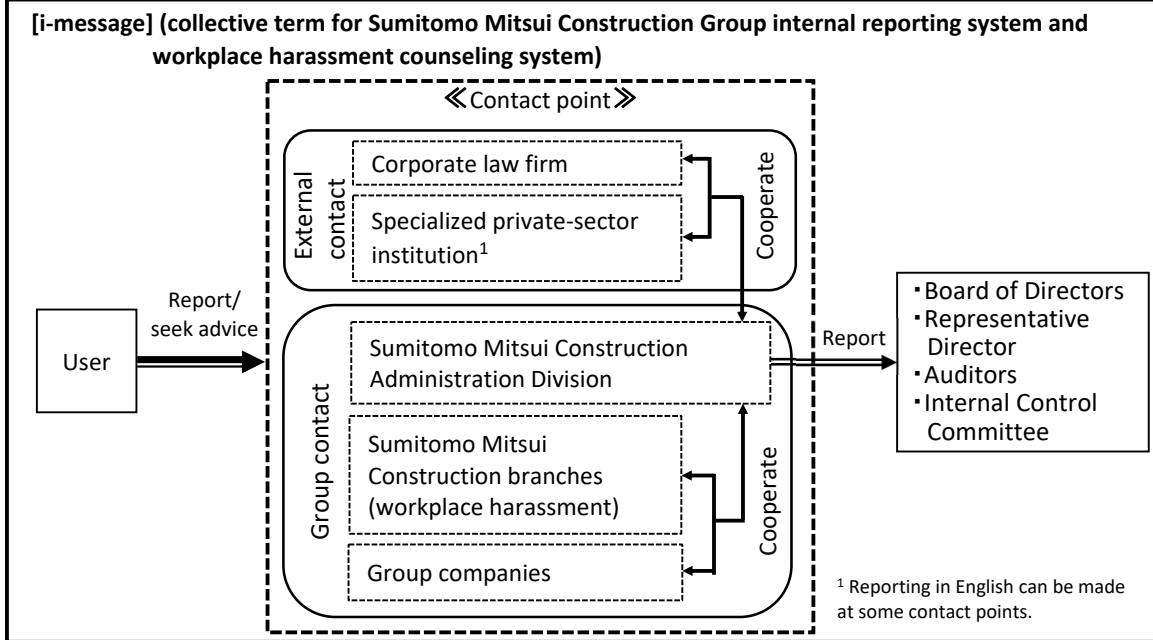 [i-message] (collective term for Sumitomo Mitsui Construction Group internal reporting system and
workplace harassment counseling system)
≪Contact point≫
External
contact
Corporate law firm
Specialized private-sector
institution¹
Cooperate
User
Report/
seek advice
Group contact
Sumitomo Mitsui Construction
Administration Division
Sumitomo Mitsui
Construction branches
(workplace harassment)
Group companies
Cooperate
Report
・Board of Directors
・Representative
Director
・Auditors
・Internal Control
Committee
¹ Reporting in English can be made
at some contact points.